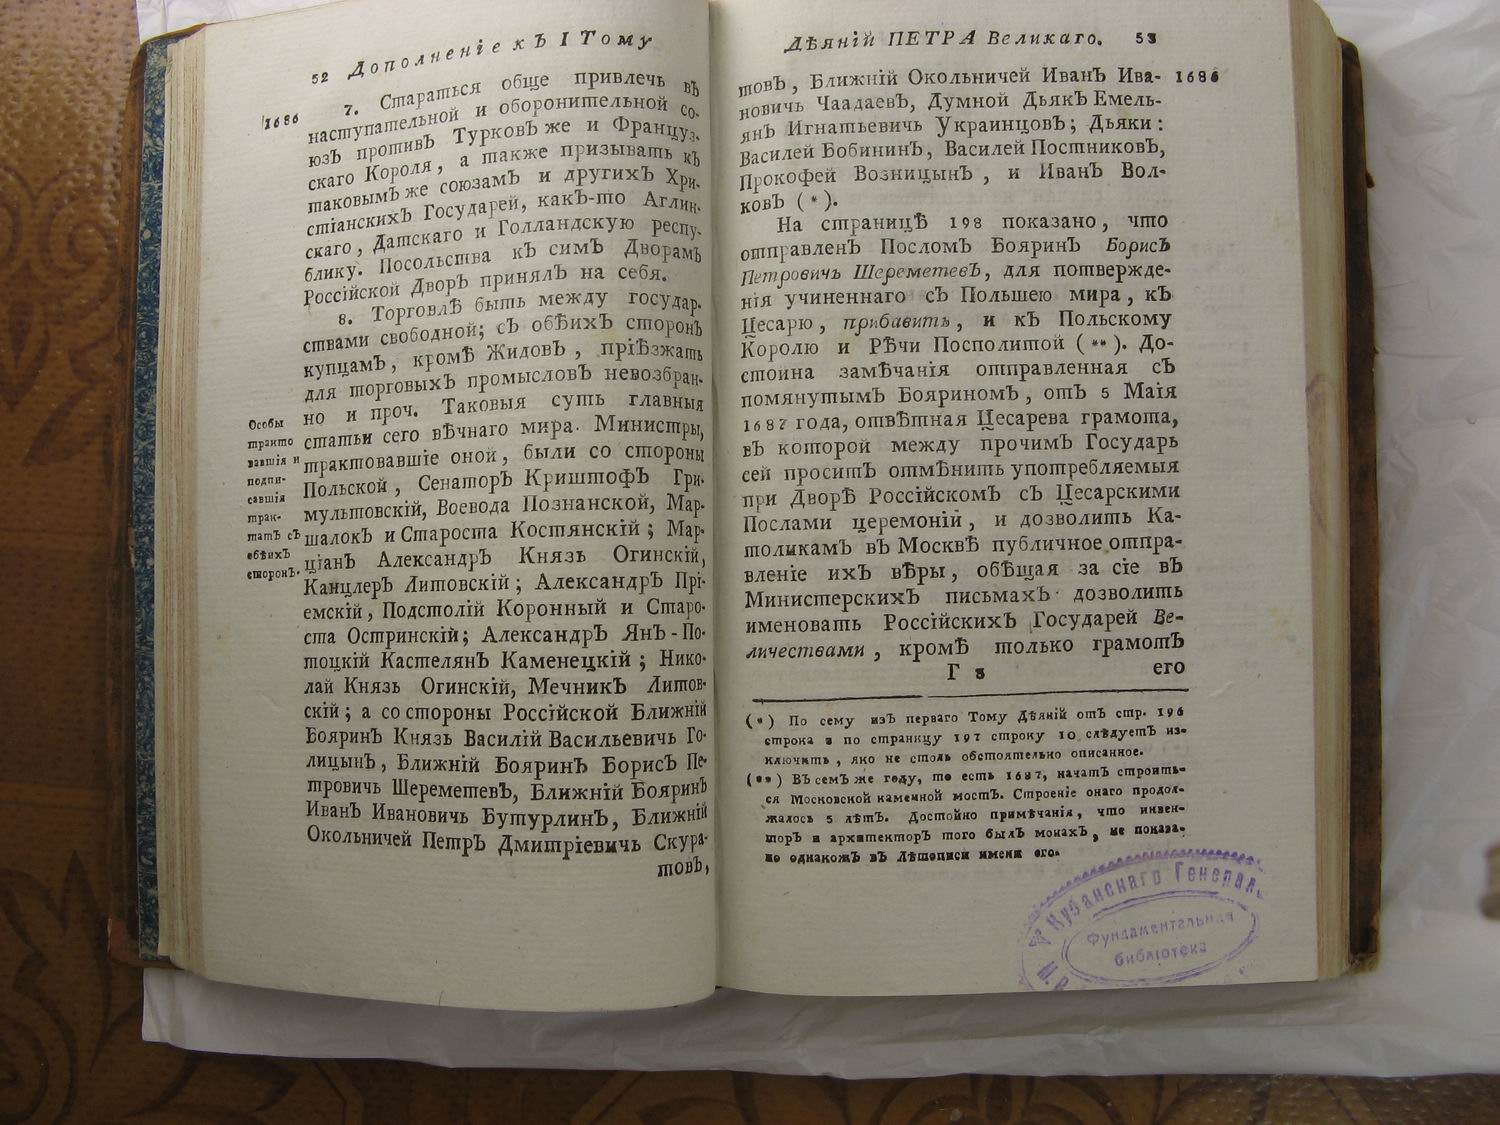 52 Дополненіе къ I Тому
1686
7. Стараться обще привлечь въ
наступательной и оборонительной со-
юзъ противъ Турковъ же и Француз-
скаго Короля, а также призывать къ
таковымъ же союзамъ и другихъ Хри-
стіанскихъ Государей, какъ-то Аглин-
скаго, Датскаго и Голландскую респу-
блику. Посольства къ симъ Дворамъ
Россійской Дворъ принялъ на себя.
8. Торговлѣ быть между государ-
ствами свободной; съ обѣихъ сторонъ
купцамъ, кромѣ Жидовъ, пріѣзжать
для торговыхъ промысловъ невозбран-
но и проч. Таковыя суть главныя
статьи сего вѣчнаго мира. Министры,
трактовавшіе оной, были со стороны
Польской, Сенаторъ Криштофъ Гри-
мультовскій, Воевода Познанской, Мар-
шалокъ и Староста Костянскій; Мар-
ціанъ Александръ Князь Огинскій,
Канцлеръ Литовскій; Александръ Прі-
емскій, Подстолій Коронный и Старо-
ста Остринскій; Александръ Янъ-По-
тоцкій Кастелянъ Каменецкій; Нико-
лай Князь Огинскій, Мечникъ Литов-
скій; а со стороны Россійской Ближній
Бояринъ Князь Василій Васильевичь Го-
лицынъ, Ближній Бояринъ Борисъ Пе-
тровичь Шереметевъ, Ближній Бояринъ
Иванъ Ивановичь Бутурлинъ, Ближній
Окольничей Петръ Дмитріевичь Скура-
товъ,
Особы
тракто
вавшія и
подпи-
савшія
трак-
татъ съ
обѣихъ
сторонъ.
Дѣяній ПЕТРА Великаго. 53
1686
товъ, Ближній Окольничей Иванъ Ива-
новичь Чаадаевъ, Думной Дьякъ Емель-
янъ Игнатьевичь Украинцовъ; Дьяки:
Василей Бобининъ, Василей Постниковъ,
Прокофей Возницынъ, и Иванъ Вол-
ковъ (*).
На страницѣ 198 показано, что
отправленъ Посломъ Бояринъ Борисъ
Петровичь Шереметевъ, для потвержде-
нія учиненнаго съ Польшею мира, къ
Цесарю, прибавить, и къ Польскому
Королю и Рѣчи Посполитой (**). До-
стоина замѣчанія отправленная съ
помянутымъ Бояриномъ, отъ 5 Маія
1687 года, отвѣтная Цесарева грамота,
въ которой между прочимъ Государь
сей проситъ отмѣнить употребляемыя
при Дворѣ Россійскомъ съ Цесарскими
Послами церемоній, и дозволить Ка-
толикамъ въ Москвѣ публичное отпра-
вленіе ихъ вѣры, обѣщая за сіе въ
Министерскихъ письмахъ дозволить
именовать Россійскихъ Государей Ве-
личествами, кромѣ только грамотъ
Г 3 его
(*) По сему изъ перваго Тому Дѣяній отъ стр. 196
строка 3 по страницу 197 строку 10 слѣдуетъ из-
ключить, яко не столь обстоятельно описанное.
(**) Въ семъ же году, то есть 1687, начатъ строить-
ся Московской каменной мостъ. Строеніе онаго продол-
жалось 5 лѣтъ. Достойно примѣчанія, что инвен-
торъ и архитекторъ того былъ монахъ, не показа-
но однакожъ въ Лѣтописи имени его.
Кубанскаго Генерал.
Фундаментальная
библіотека